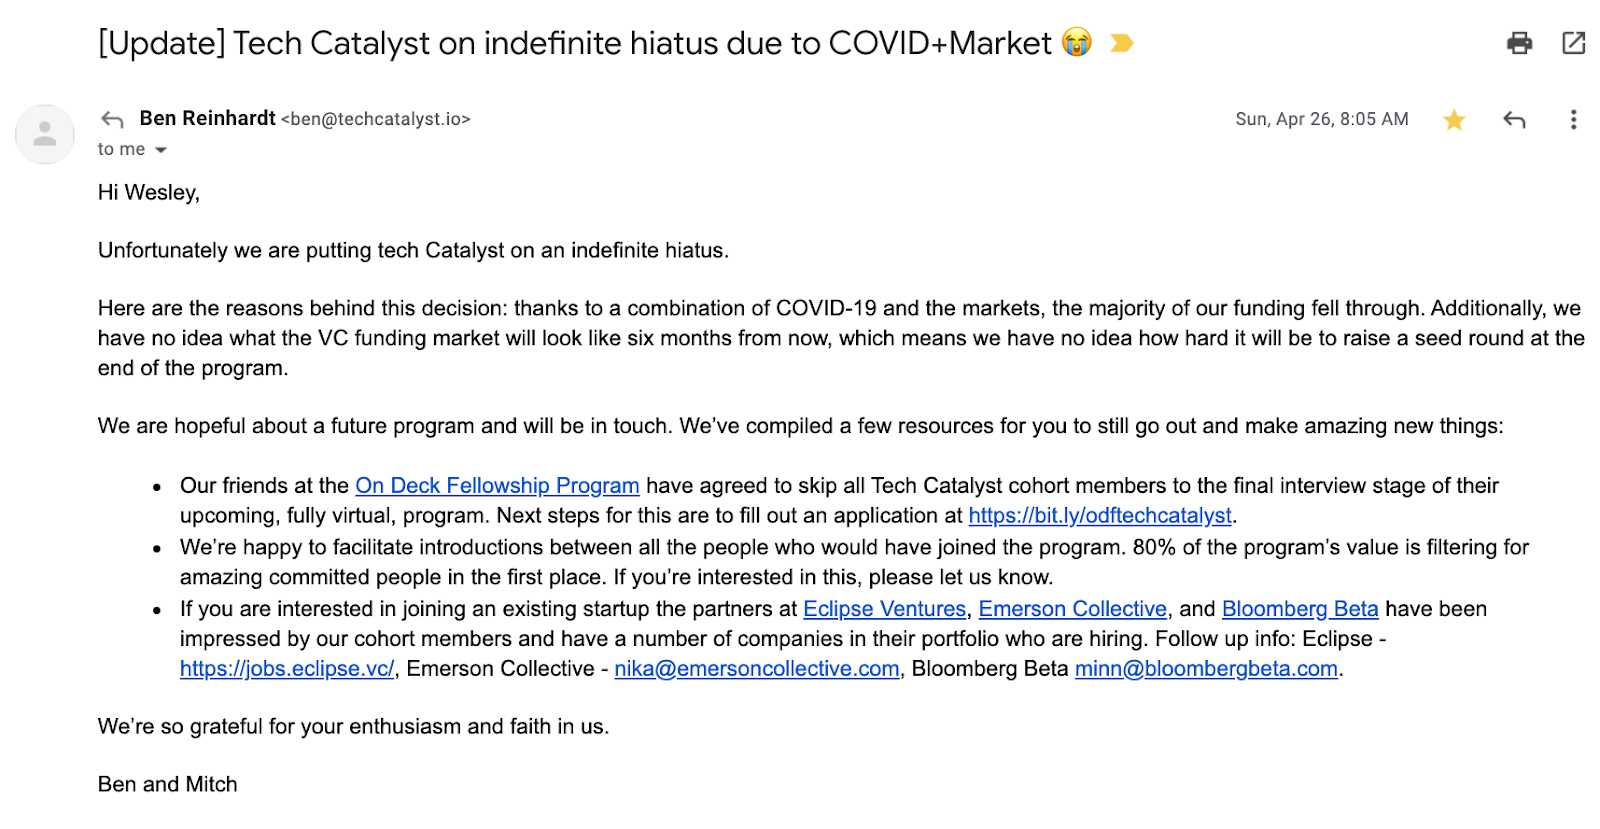 [Update] Tech Catalyst on indefinite hiatus due to COVID+Market 😭
Ben Reinhardt <ben@techcatalyst.io>
Sun, Apr 26, 8:05 AM
to me
Hi Wesley,
Unfortunately we are putting tech Catalyst on an indefinite hiatus.
Here are the reasons behind this decision: thanks to a combination of COVID-19 and the markets, the majority of our funding fell through. Additionally, we
have no idea what the VC funding market will look like six months from now, which means we have no idea how hard it will be to raise a seed round at the
end of the program.
We are hopeful about a future program and will be in touch. We’ve compiled a few resources for you to still go out and make amazing new things:
• Our friends at the On Deck Fellowship Program have agreed to skip all Tech Catalyst cohort members to the final interview stage of their
upcoming, fully virtual, program. Next steps for this are to fill out an application at https://bit.ly/odftechcatalyst.
• We’re happy to facilitate introductions between all the people who would have joined the program. 80% of the program’s value is filtering for
amazing committed people in the first place. If you’re interested in this, please let us know.
• If you are interested in joining an existing startup the partners at Eclipse Ventures, Emerson Collective, and Bloomberg Beta have been
impressed by our cohort members and have a number of companies in their portfolio who are hiring. Follow up info: Eclipse -
https://jobs.eclipse.vc/, Emerson Collective - nika@emersoncollective.com, Bloomberg Beta minn@bloombergbeta.com.
We’re so grateful for your enthusiasm and faith in us.
Ben and Mitch